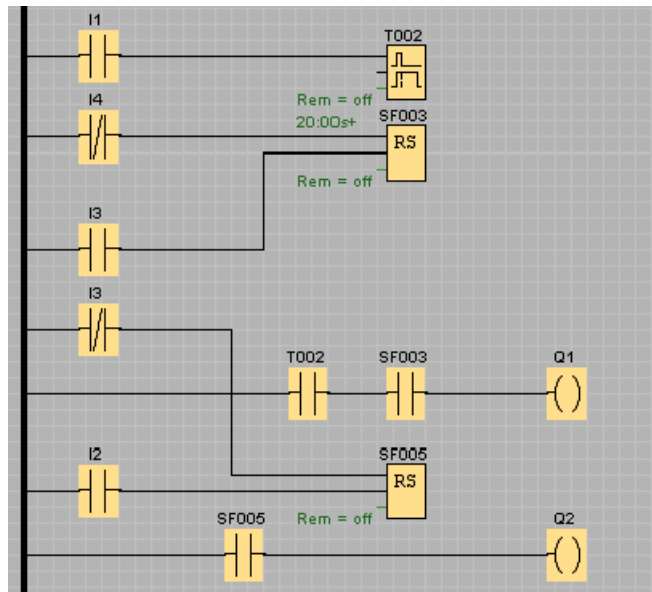 I1
T002
Rem = off
20:00s+
I4
SF003
RS
Rem = off
I3
I3
T002
SF003
Q1
I2
SF005
RS
Rem = off
SF005
Q2